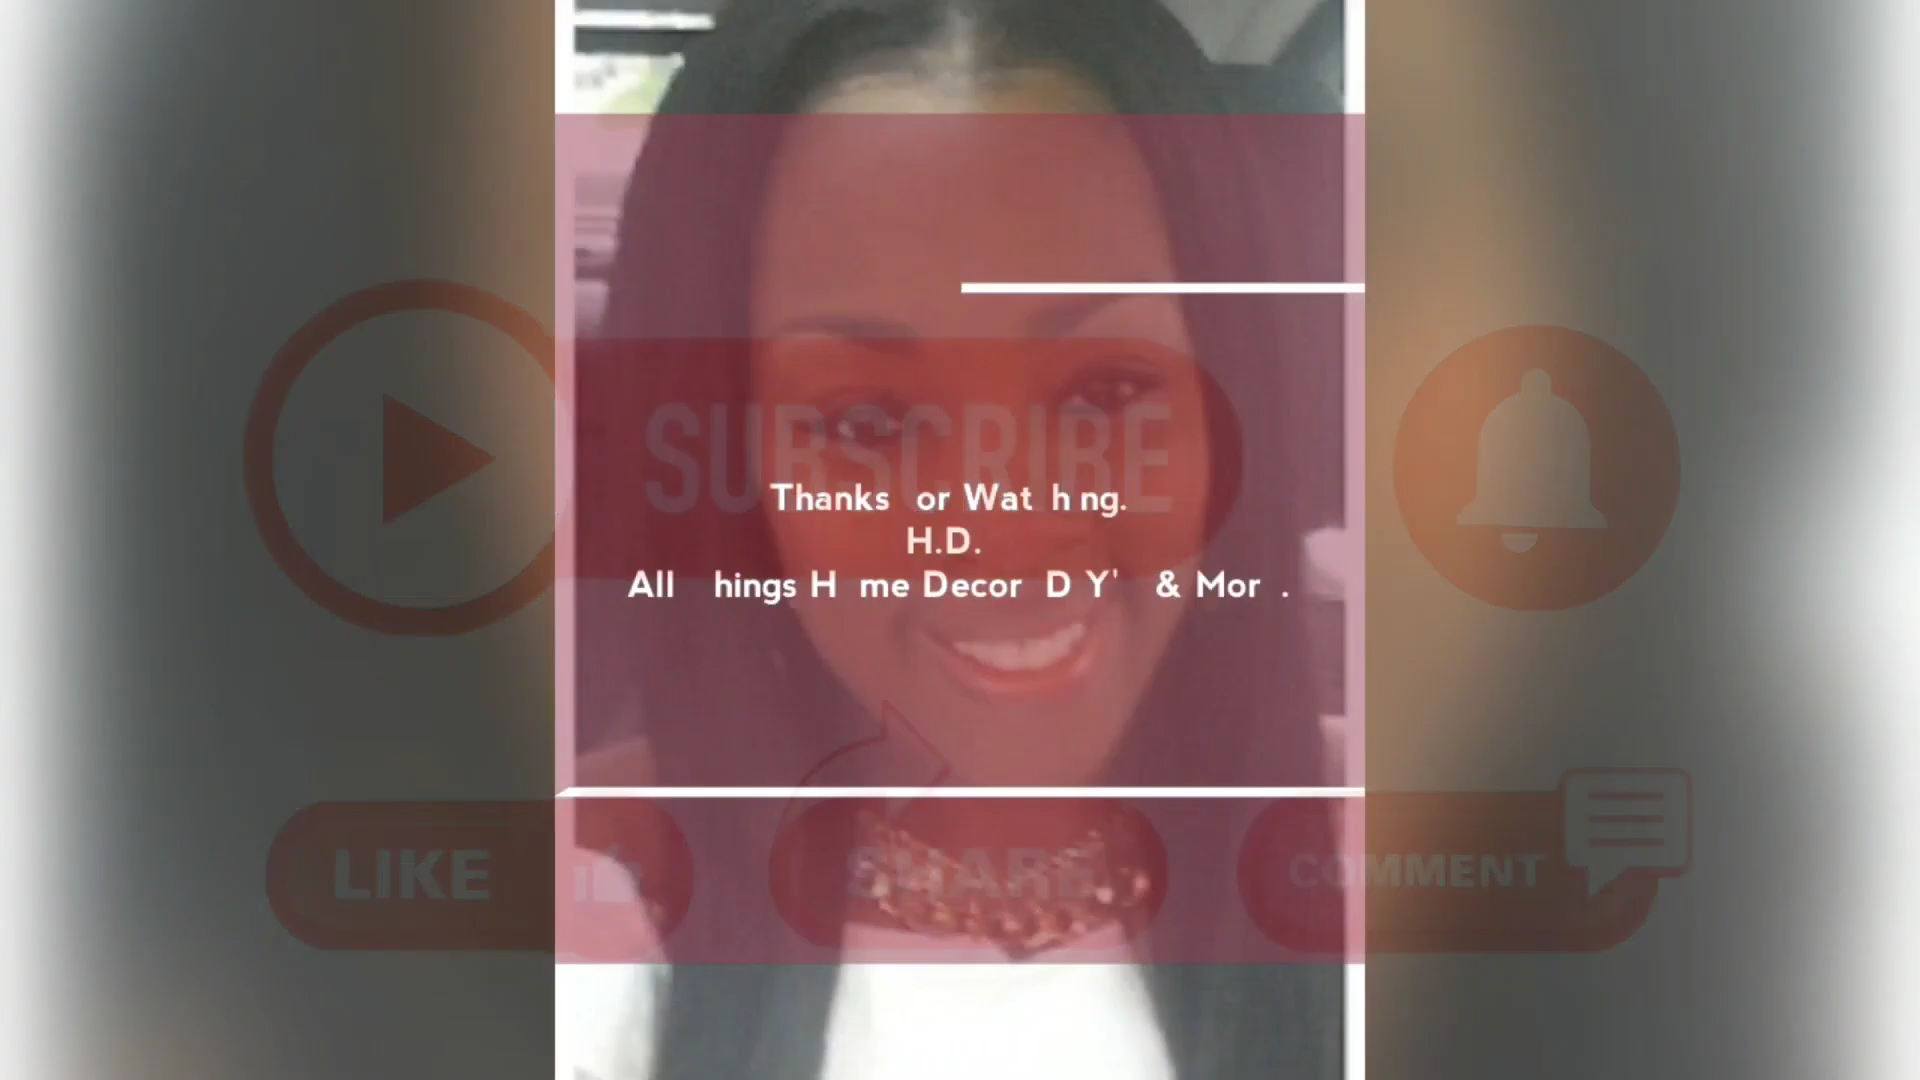 SUBSCRIBE
Thanks or Wat h ng.
H.D.
All hings H me Decor D Y' & Mor .
LIKE
SHARE
COMMENT